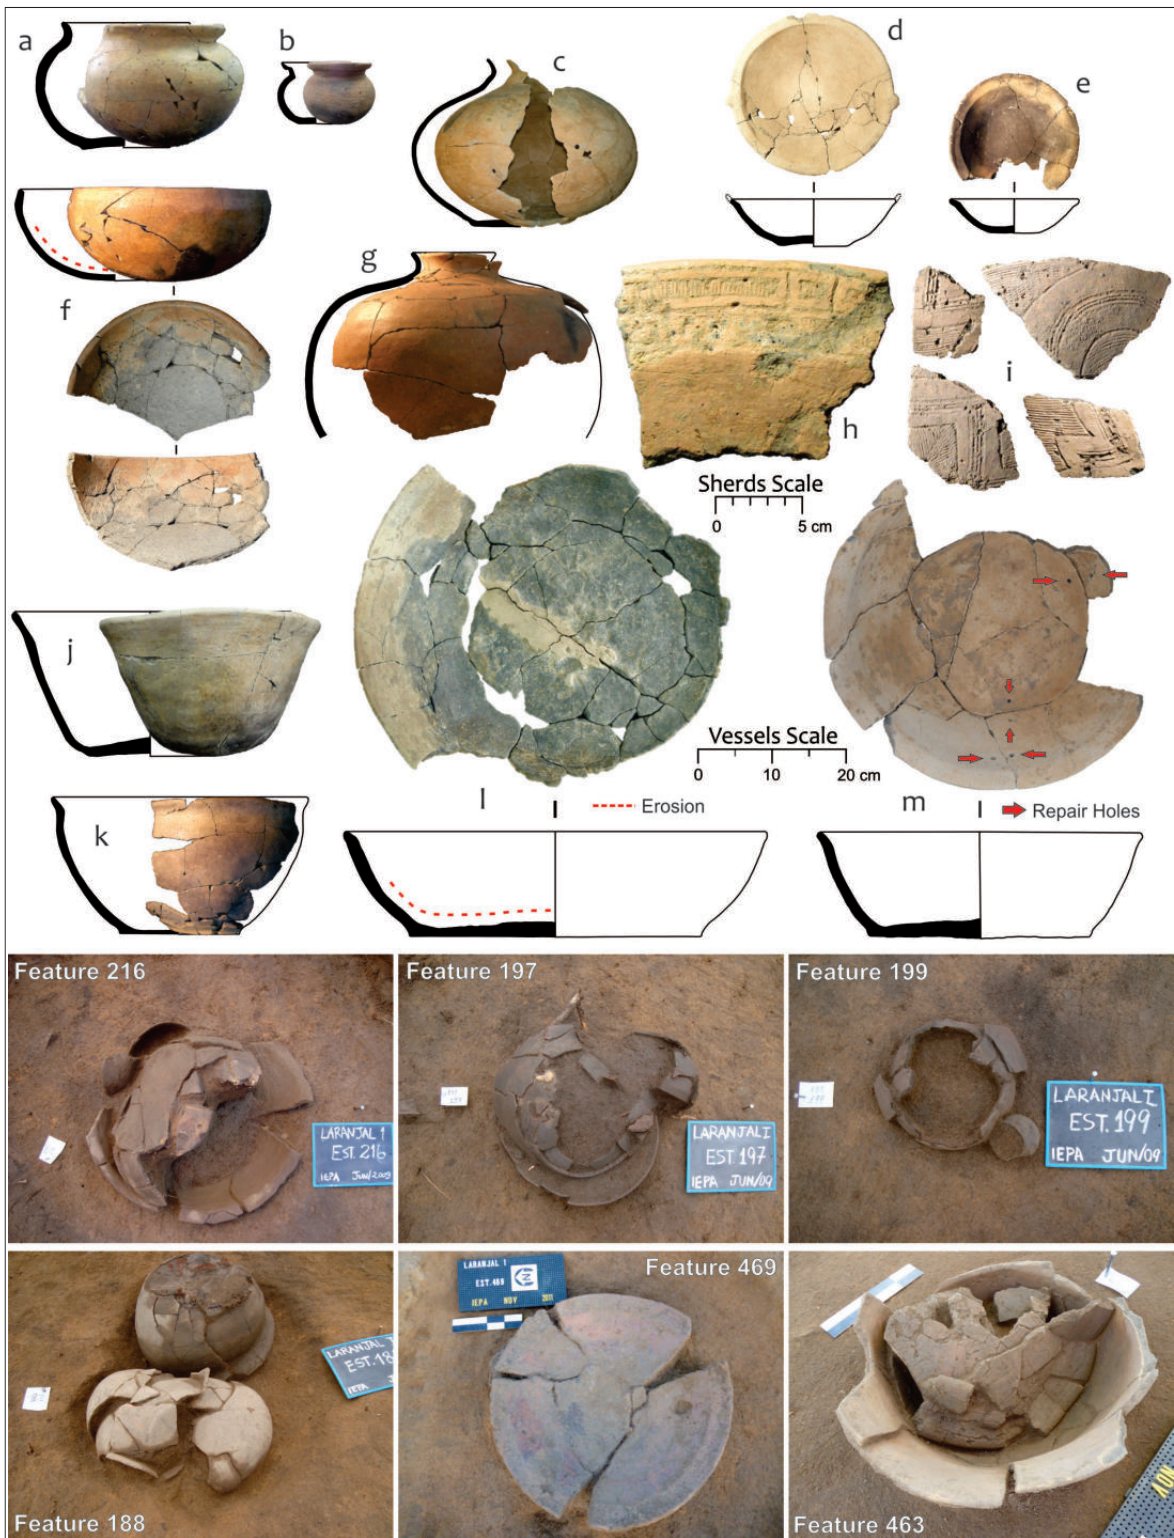 a
b
c
d
e
f
g
h
i
Sherds Scale
0 5 cm
j
Vessels Scale
0 10 20 cm
k
l
Erosion
m
Repair Holes
Feature 216
LARANJAL 1
EST. 216
IEPA JUN/2009
Feature 197
LARANJAL I
EST 197
IEPA JUN/09
Feature 199
LARANJAL I
EST. 199
IEPA JUN/09
Feature 188
LARANJAL
EST. 18
IEPA
Feature 469
LARANJAL 1
EST. 469
IEPA NOV 2011
Feature 463
NOV